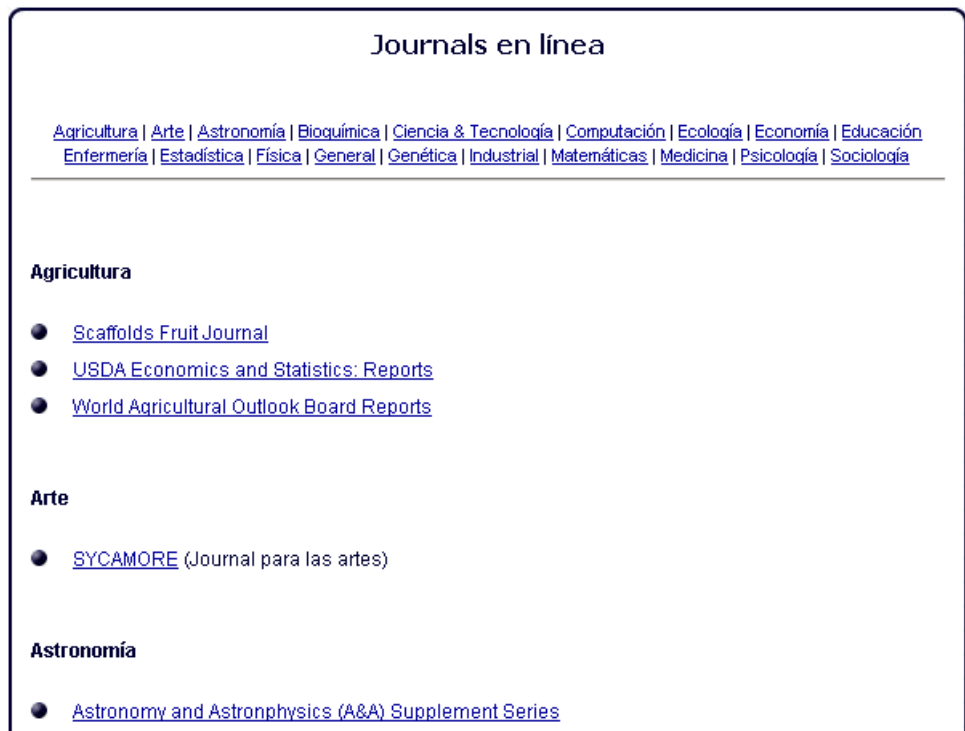 Journals en línea
Agricultura | Arte | Astronomía | Bioquímica | Ciencia & Tecnología | Computación | Ecología | Economía | Educación
Enfermería | Estadística | Física | General | Genética | Industrial | Matemáticas | Medicina | Psicología | Sociología
Agricultura
Scaffolds Fruit Journal
USDA Economics and Statistics: Reports
World Agricultural Outlook Board Reports
Arte
SYCAMORE (Journal para las artes)
Astronomía
Astronomy and Astronphysics (A&A) Supplement Series